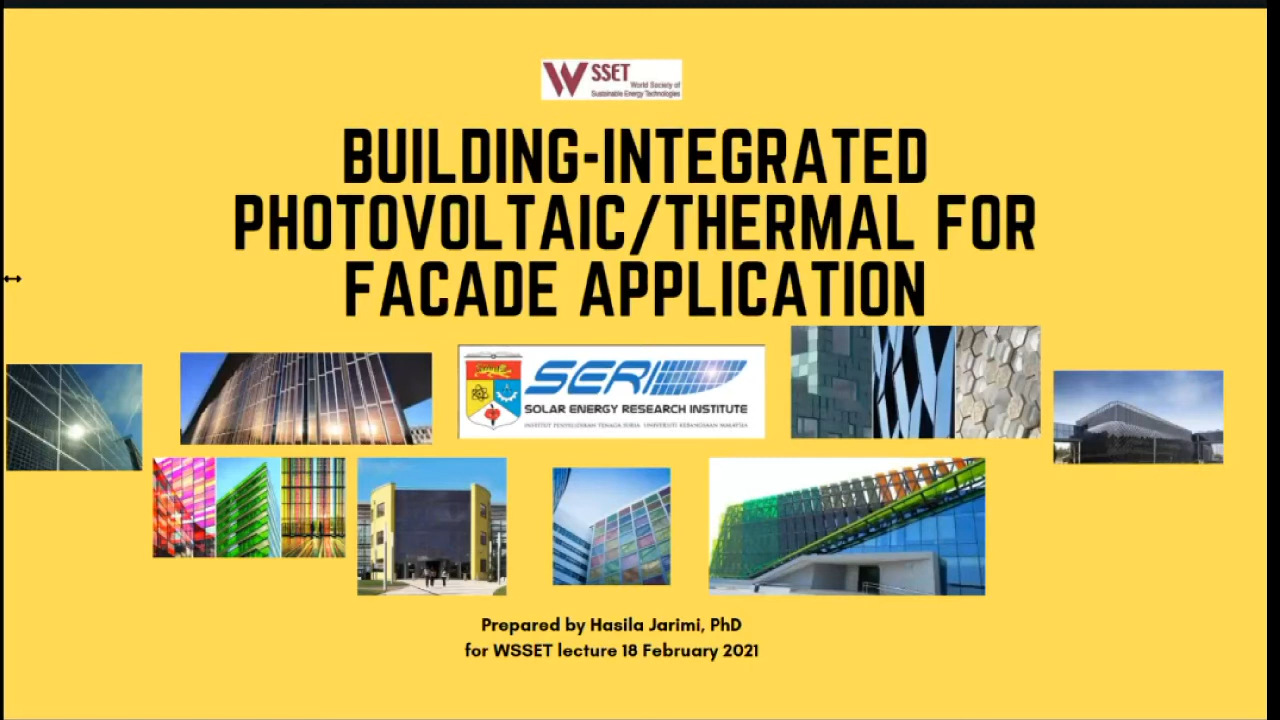 WSSET
World Society of
Sustainable Energy Technologies
BUILDING-INTEGRATED
PHOTOVOLTAIC/THERMAL FOR
FACADE APPLICATION
SERI
SOLAR ENERGY RESEARCH INSTITUTE
INSTITUT PENYELIDIKAN TENAGA SURIA UNIVERSITI KEBANGSAAN MALAYSIA
Prepared by Hasila Jarimi, PhD
for WSSET lecture 18 February 2021